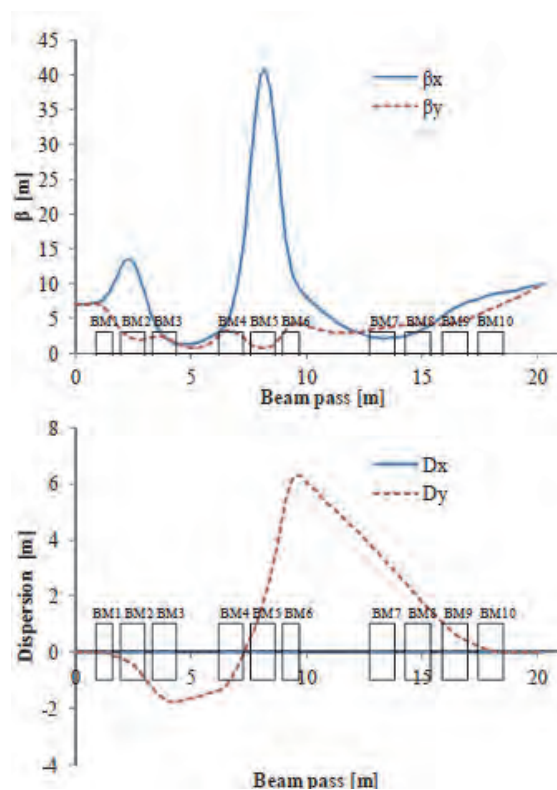 45
40
35
30
25
20
15
10
5
0
β [m]
βx
βy
BM1 BM2 BM3 BM4 BM5 BM6 BM7 BM8 BM9 BM10
0 5 10 15 20
Beam pass [m]
8
6
4
2
0
-2
-4
Dispersion [m]
Dx
Dy
BM1 BM2 BM3 BM4 BM5 BM6 BM7 BM8 BM9 BM10
0 5 10 15 20
Beam pass [m]